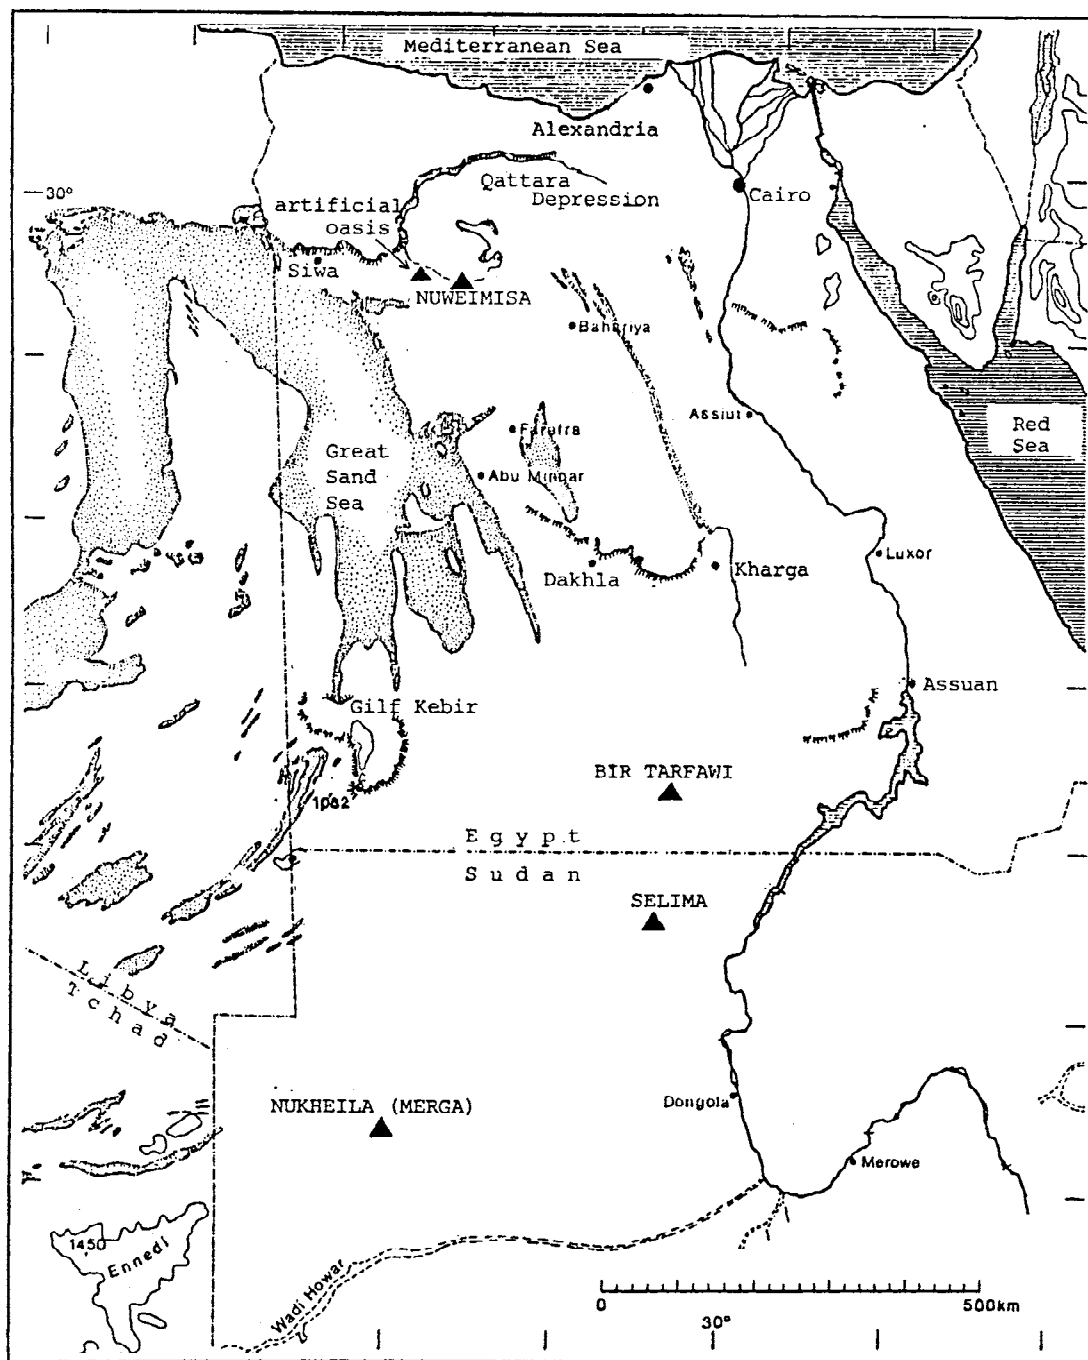 Mediterranean Sea
Alexandria
30°
Qattara
Depression
Cairo
artificial
oasis
Siwa
NUWEIMISA
Bahariya
Assiut
Red
Sea
Farafra
Great
Sand
Sea
Abu Minqar
Luxor
Dakhla
Kharga
Assuan
Gilf Kebir
BIR TARFAWI
1082
Egypt
Sudan
SELIMA
Libya
Tchad
NUKHEILA (MERGA)
Dongola
Merowe
1450
Ennedi
Wadi Howar
0 500km
30°